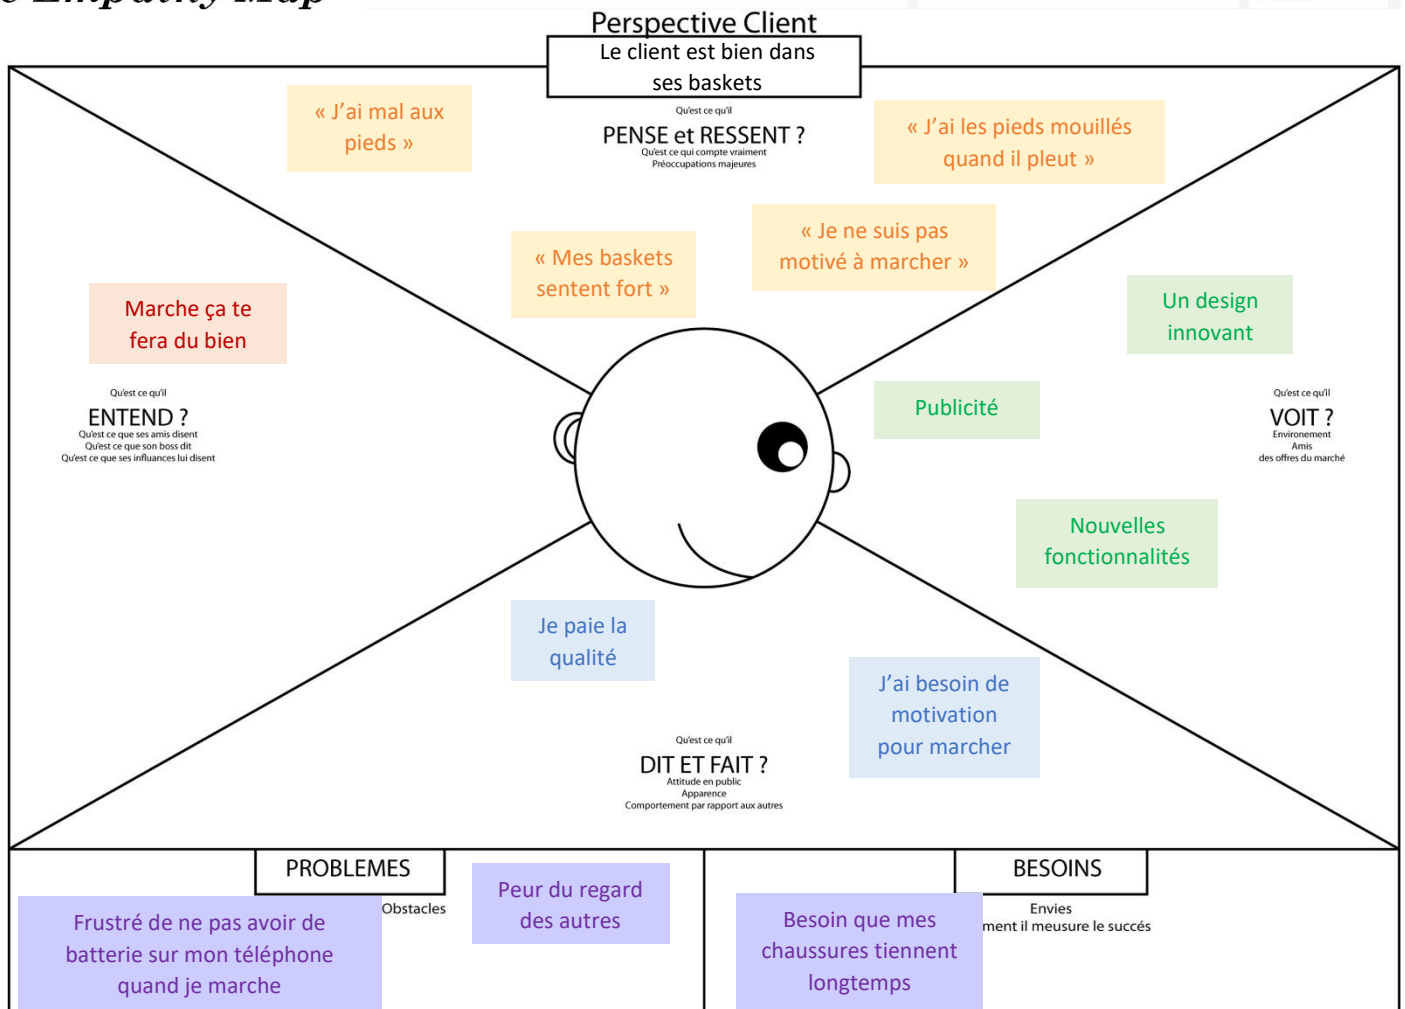 Empathy Map
Perspective Client
Le client est bien dans
ses baskets
Qu'est ce qu'il
PENSE et RESSENT ?
Qu'est ce qui compte vraiment
Préoccupations majeures
« J'ai mal aux
pieds »
« J'ai les pieds mouillés
quand il pleut »
« Mes baskets
sentent fort »
« Je ne suis pas
motivé à marcher »
Marche ça te
fera du bien
Qu'est ce qu'il
ENTEND ?
Qu'est ce que ses amis disent
Qu'est ce que son boss dit
Qu'est ce que ses influances lui disent
Un design
innovant
Publicité
Qu'est ce qu'il
VOIT ?
Environement
Amis
des offres du marché
Nouvelles
fonctionnalités
Je paie la
qualité
J'ai besoin de
motivation
pour marcher
Qu'est ce qu'il
DIT ET FAIT ?
Attitude en public
Apparence
Comportement par rapport aux autres
PROBLEMES
Obstacles
Frustré de ne pas avoir de
batterie sur mon téléphone
quand je marche
Peur du regard
des autres
BESOINS
Envies
ment il meusure le succés
Besoin que mes
chaussures tiennent
longtemps